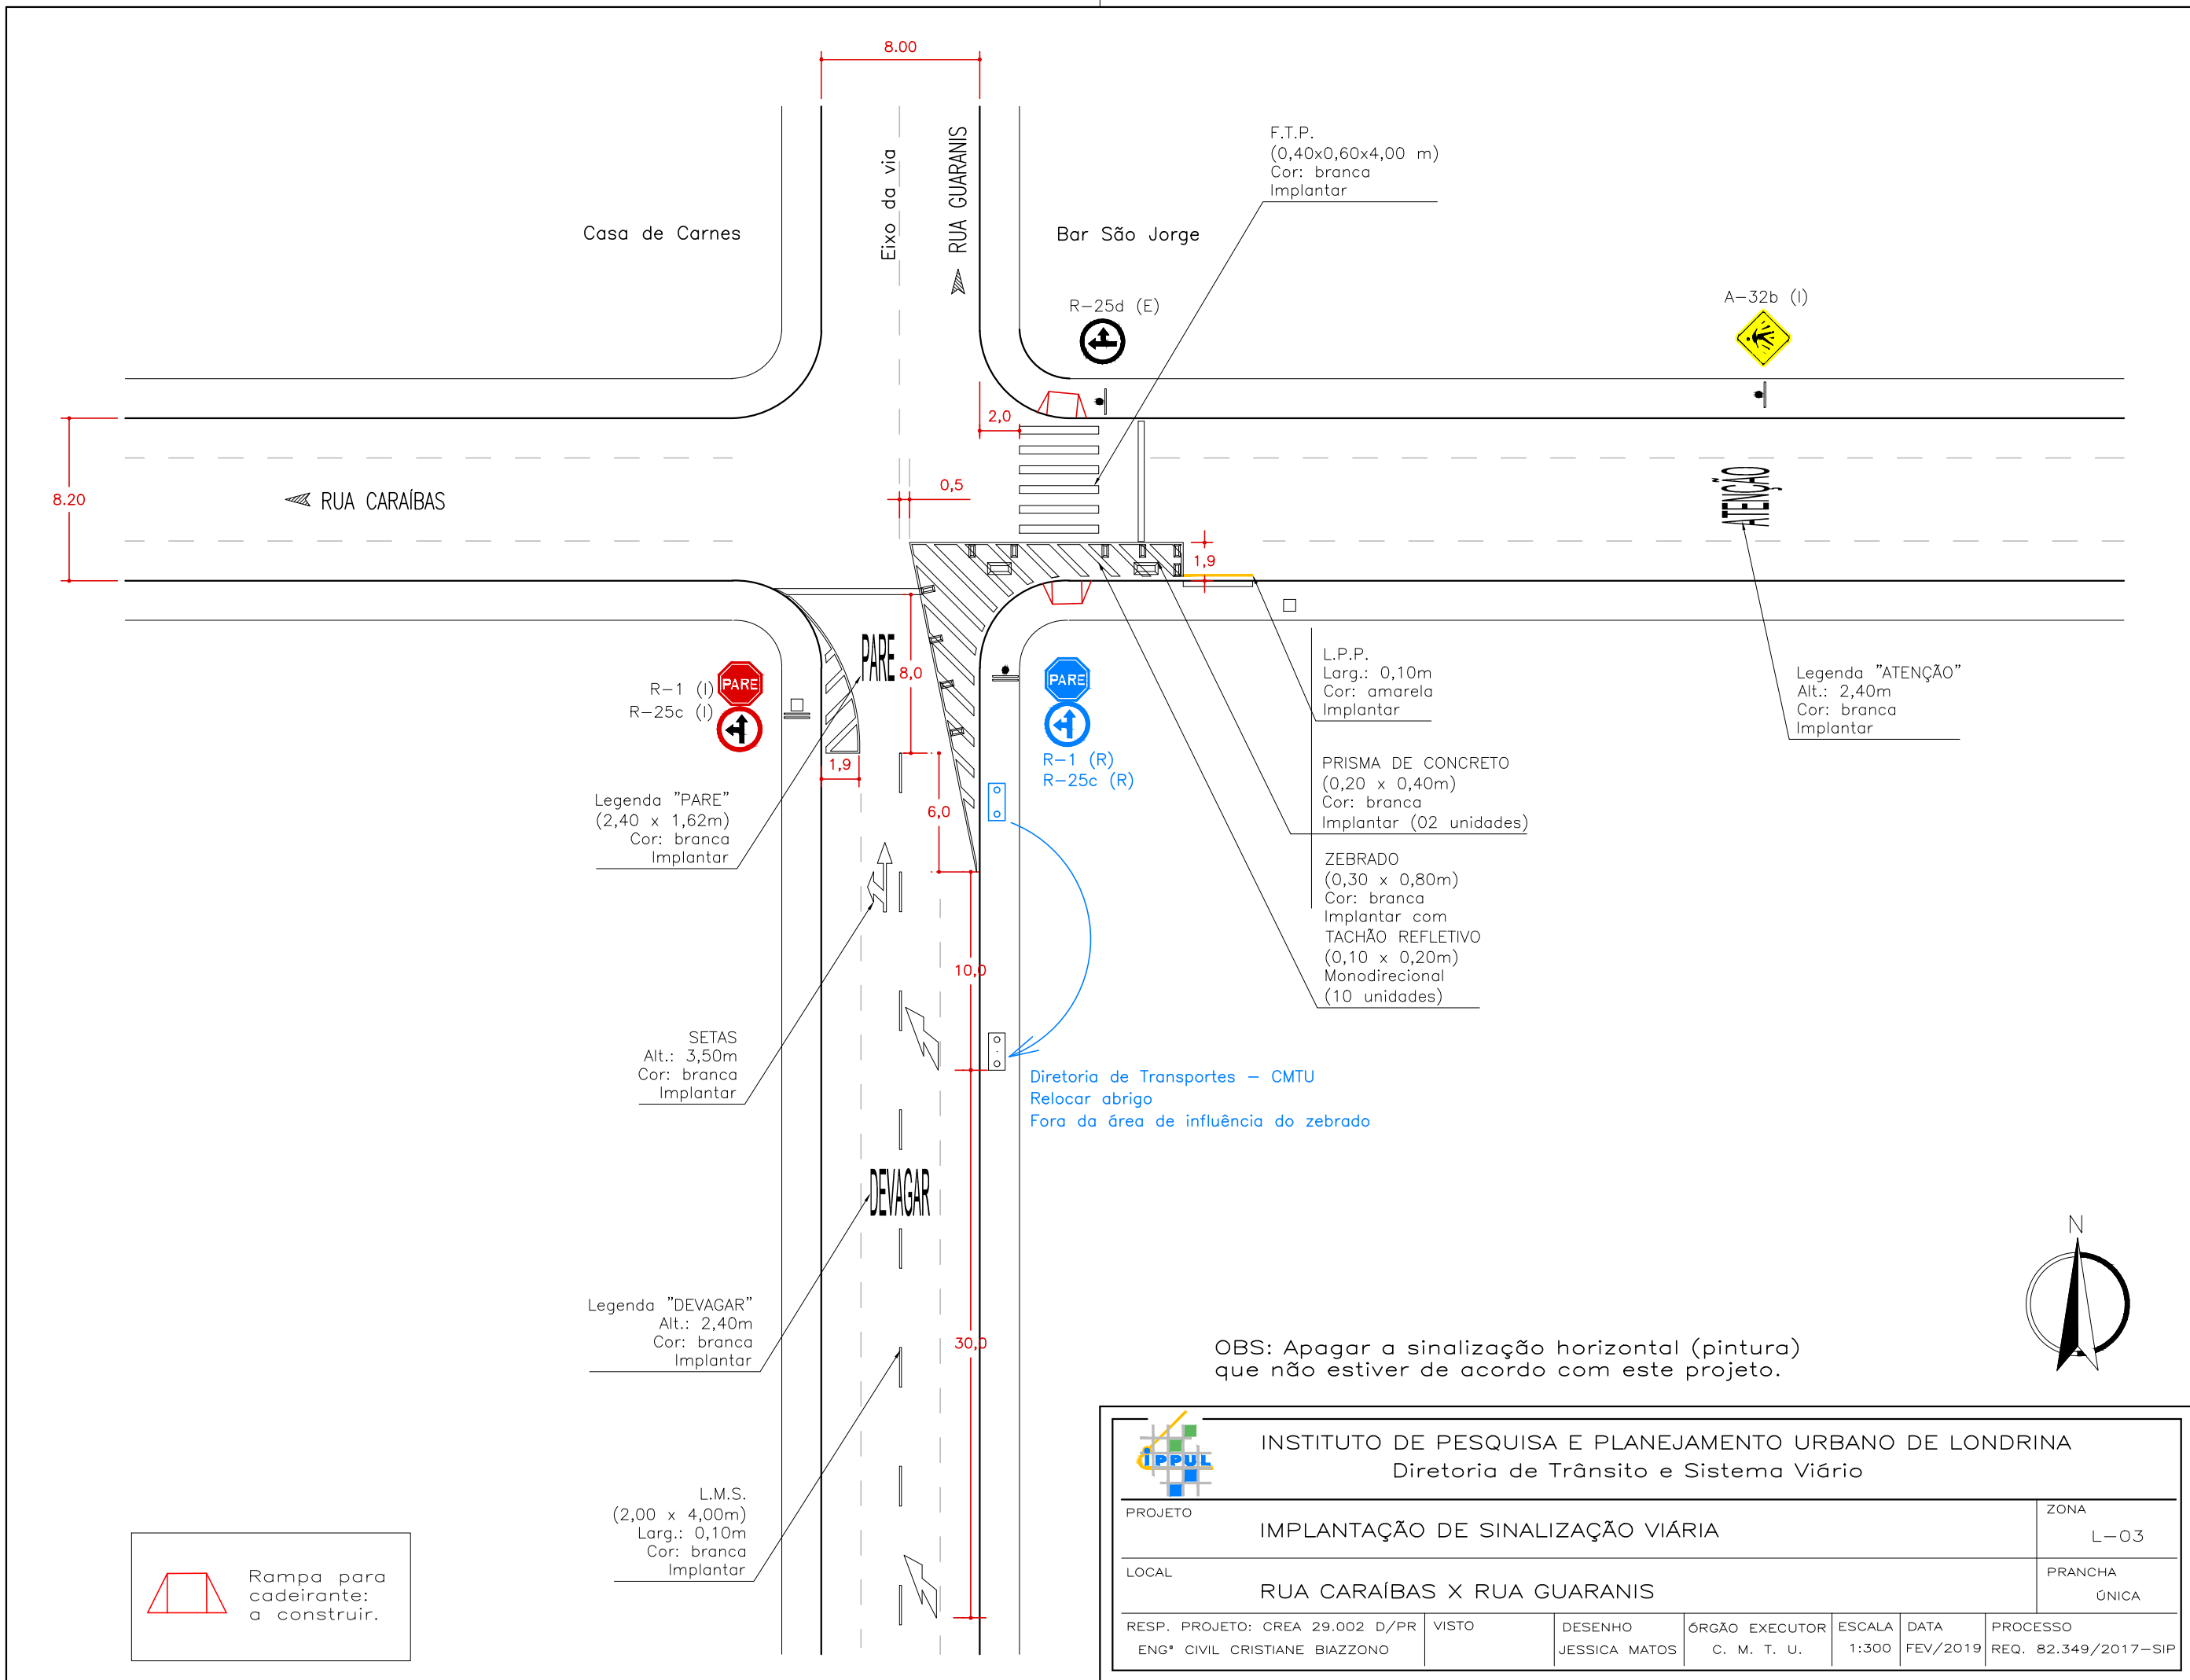 8.00
F.T.P.
(0,40x0,60x4,00 m)
Cor: branca
Implantar
Eixo da via
RUA GUARANIS
Casa de Carnes
Bar São Jorge
R-25d (E)
A-32b (I)
2,0
8.20
RUA CARAÍBAS
0,5
ATENÇÃO
1,9
PARE
8,0
R-1 (I)
R-25c (I)
PARE
PARE
R-1 (R)
R-25c (R)
L.P.P.
Larg.: 0,10m
Cor: amarela
Implantar
Legenda "ATENÇÃO"
Alt.: 2,40m
Cor: branca
Implantar
1,9
6,0
PRISMA DE CONCRETO
(0,20 x 0,40m)
Cor: branca
Implantar (02 unidades)
Legenda "PARE"
(2,40 x 1,62m)
Cor: branca
Implantar
ZEBRADO
(0,30 x 0,80m)
Cor: branca
Implantar com
TACHÃO REFLETIVO
(0,10 x 0,20m)
Monodirecional
(10 unidades)
10,0
SETAS
Alt.: 3,50m
Cor: branca
Implantar
Diretoria de Transportes - CMTU
Relocar abrigo
Fora da área de influência do zebrado
DEVAGAR
Legenda "DEVAGAR"
Alt.: 2,40m
Cor: branca
Implantar
30,0
N
OBS: Apagar a sinalização horizontal (pintura)
que não estiver de acordo com este projeto.
L.M.S.
(2,00 x 4,00m)
Larg.: 0,10m
Cor: branca
Implantar
Rampa para
cadeirante:
a construir.
IPPUL
INSTITUTO DE PESQUISA E PLANEJAMENTO URBANO DE LONDRINA
Diretoria de Trânsito e Sistema Viário
PROJETO
IMPLANTAÇÃO DE SINALIZAÇÃO VIÁRIA
ZONA
L-03
LOCAL
RUA CARAÍBAS X RUA GUARANIS
PRANCHA
ÚNICA
RESP. PROJETO: CREA 29.002 D/PR
ENGº CIVIL CRISTIANE BIAZZONO
VISTO
DESENHO
JESSICA MATOS
ÓRGÃO EXECUTOR
C. M. T. U.
ESCALA
1:300
DATA
FEV/2019
PROCESSO
REQ. 82.349/2017-SIP